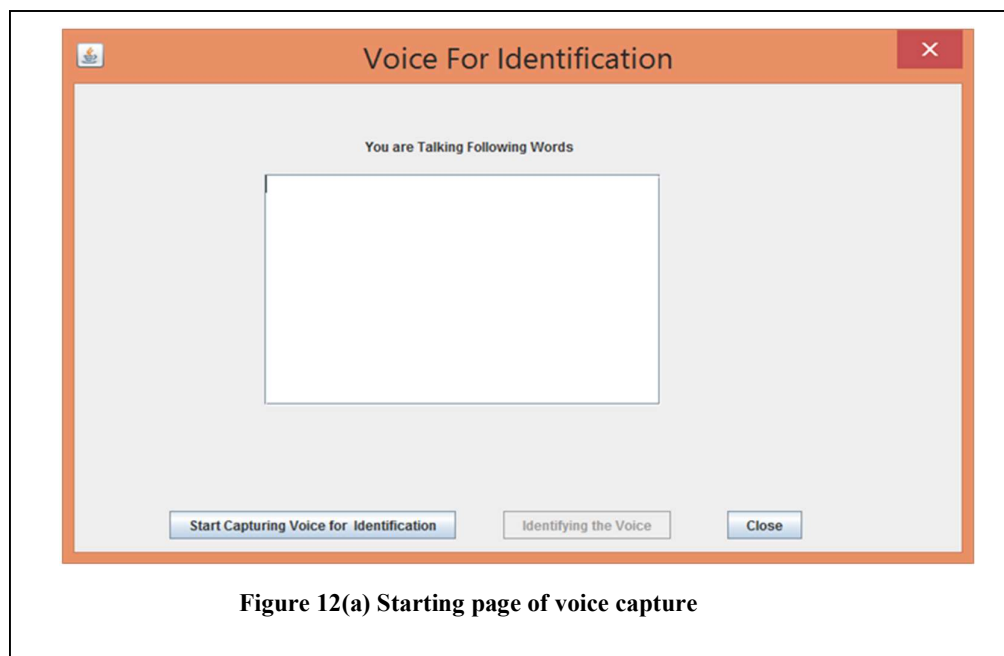 Voice For Identification
You are Talking Following Words
Start Capturing Voice for Identification
Identifying the Voice
Close
Figure 12(a) Starting page of voice capture